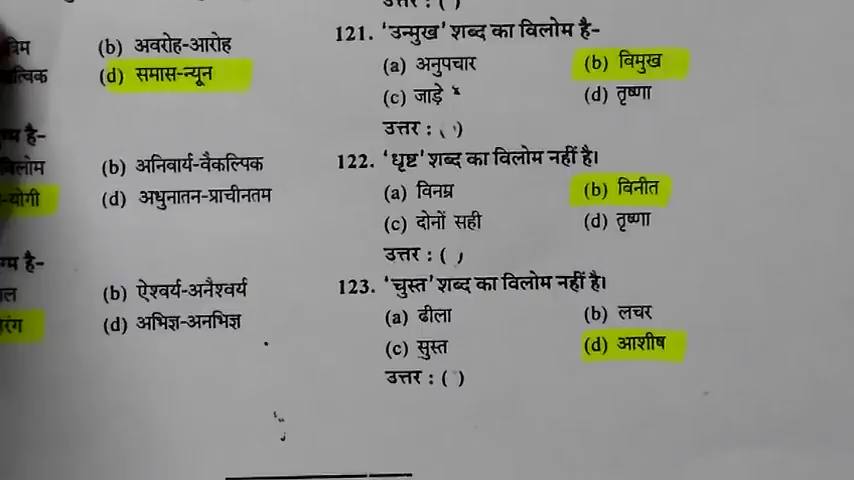 (b) अवरोह-आरोह
(d) समास-न्यून
(b) अनिवार्य-वैकल्पिक
-योगी
(d) अधुनातन-प्राचीनतम
(b) ऐश्वर्य-अनैश्वर्य
(d) अभिज्ञ-अनभिज्ञ
उत्तर : ( )
121. 'उन्मुख' शब्द का विलोम है-
(a) अनुपचार (b) विमुख
(c) जाड़े (d) तृष्णा
उत्तर : ( )
122. 'धृष्ट' शब्द का विलोम नहीं है।
(a) विनम्र (b) विनीत
(c) दोनों सही (d) तृष्णा
उत्तर : ( )
123. 'चुस्त' शब्द का विलोम नहीं है।
(a) ढीला (b) लचर
(c) सुस्त (d) आशीष
उत्तर : ( )